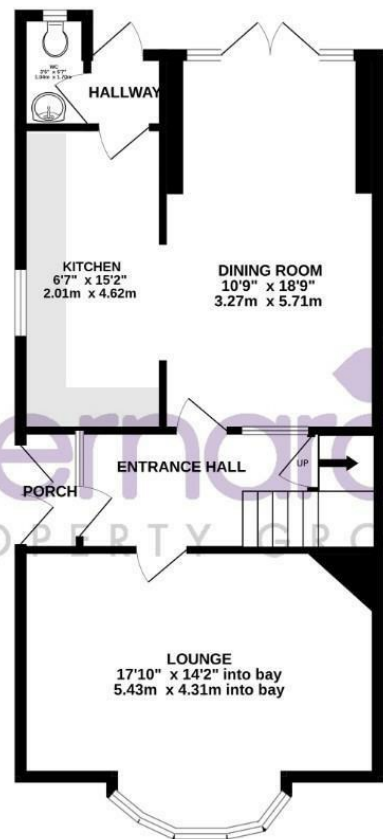 WC
HALLWAY
KITCHEN
6'7" x 15'2"
2.01m x 4.62m
DINING ROOM
10'9" x 18'9"
3.27m x 5.71m
ENTRANCE HALL
UP
PORCH
LOUNGE
17'10" x 14'2" into bay
5.43m x 4.31m into bay